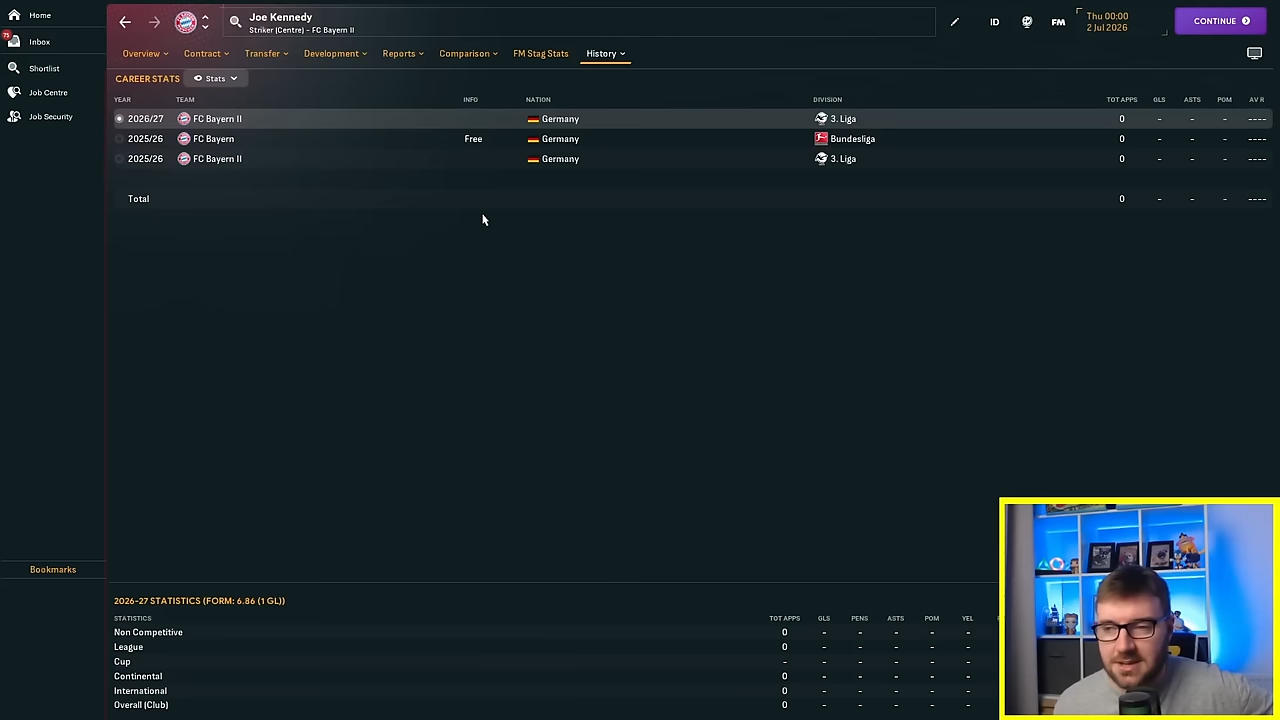 Home
75
Inbox
Shortlist
Job Centre
Job Security
Bookmarks
Joe Kennedy
Striker (Centre) - FC Bayern II
ID
FM
Thu 00:00
2 Jul 2026
CONTINUE
Overview Contract Transfer Development Reports Comparison FM Stag Stats History
CAREER STATS Stats
YEAR TEAM INFO NATION DIVISION TOT APPS GLS ASTS POM AV R
2026/27 FC Bayern II Germany 3. Liga 0 - - - ----
2025/26 FC Bayern Free Germany Bundesliga 0 - - - ----
2025/26 FC Bayern II Germany 3. Liga 0 - - - ----
Total 0 - - - ----
2026-27 STATISTICS (FORM: 6.86 (1 GL))
STATISTICS TOT APPS GLS PENS ASTS POM YEL
Non Competitive 0 - - - - -
League 0 - - - - -
Cup - - - - - -
Continental 0 - - - - -
International 0 - - - - -
Overall (Club) 0 - - - - -